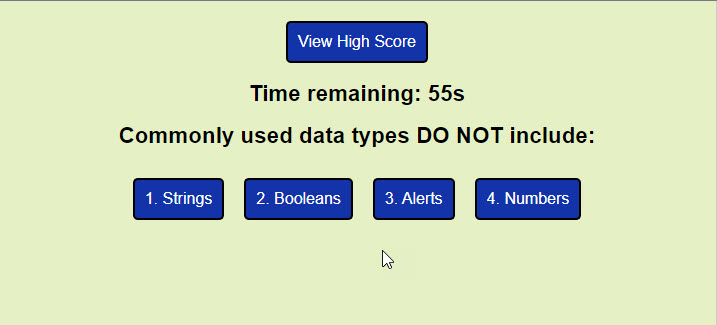 View High Score
Time remaining: 55s
Commonly used data types DO NOT include:
1. Strings 2. Booleans 3. Alerts 4. Numbers